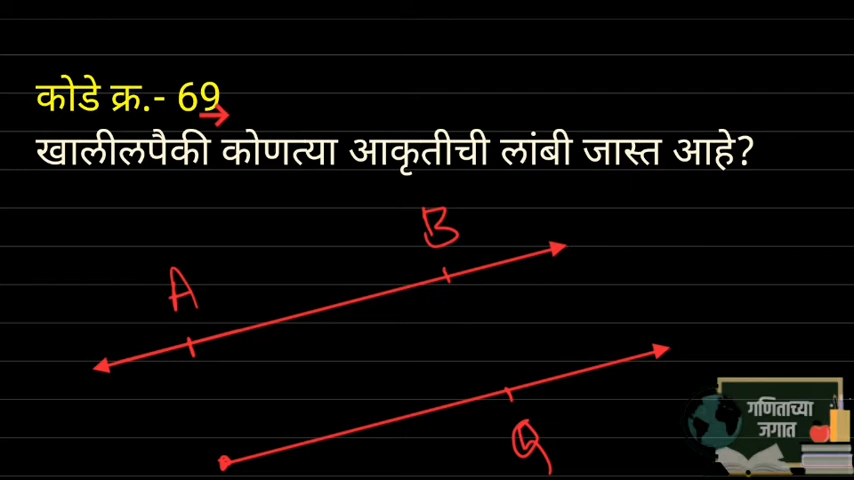 कोडे क्र.- 69
खालीलपैकी कोणत्या आकृतीची लांबी जास्त आहे?
B
A
Q
गणिताच्या
जगात